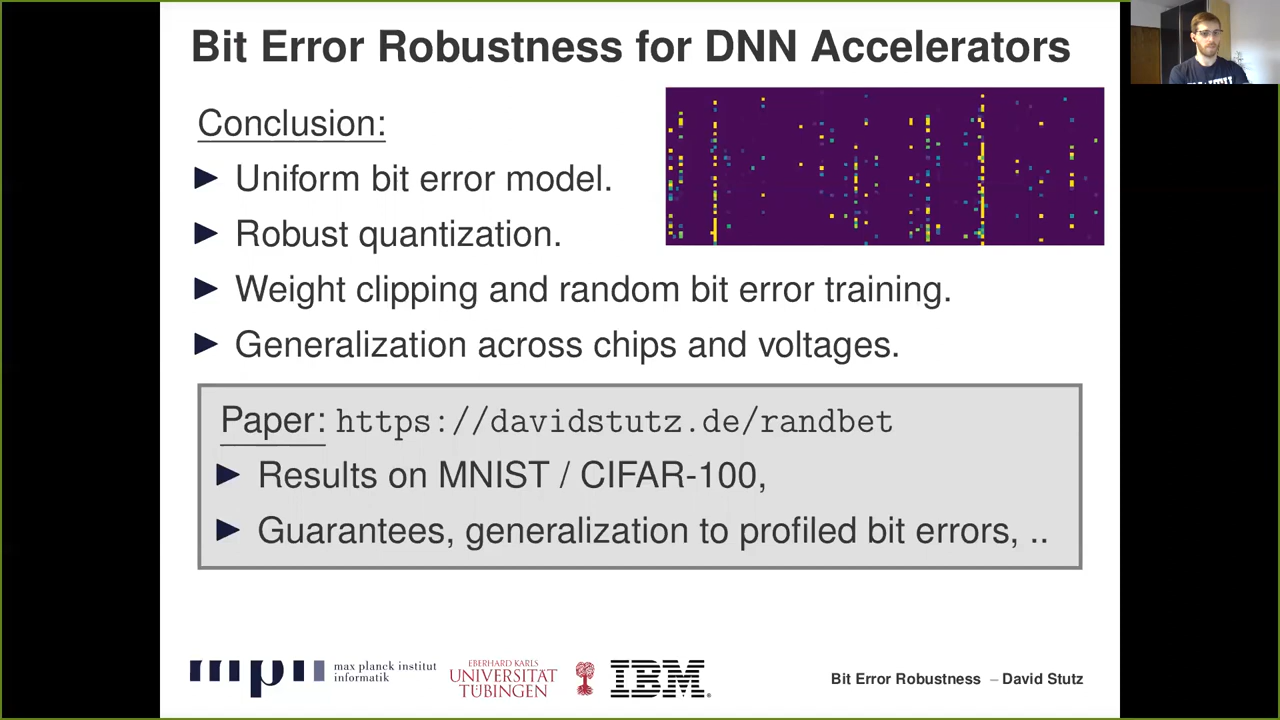 Bit Error Robustness for DNN Accelerators
Conclusion:
Uniform bit error model.
Robust quantization.
Weight clipping and random bit error training.
Generalization across chips and voltages.
Paper: https://davidstutz.de/randbet
Results on MNIST / CIFAR-100,
Guarantees, generalization to profiled bit errors, ..
max planck institut
informatik
EBERHARD KARLS
UNIVERSITÄT
TÜBINGEN
IBM
Bit Error Robustness – David Stutz